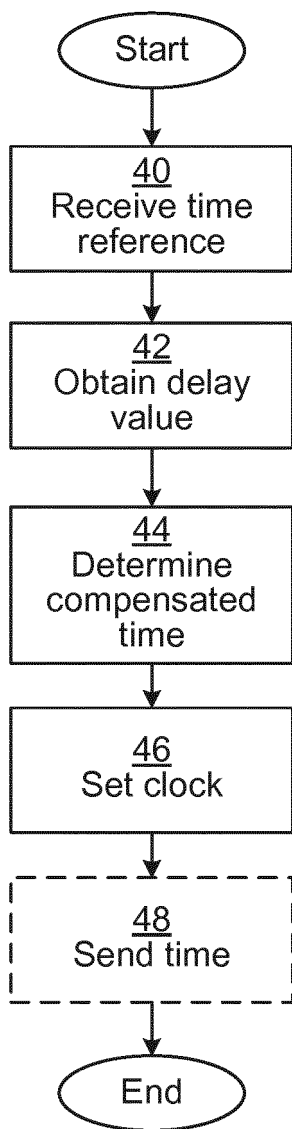 Start
40
Receive time
reference
42
Obtain delay
value
44
Determine
compensated
time
46
Set clock
48
Send time
End